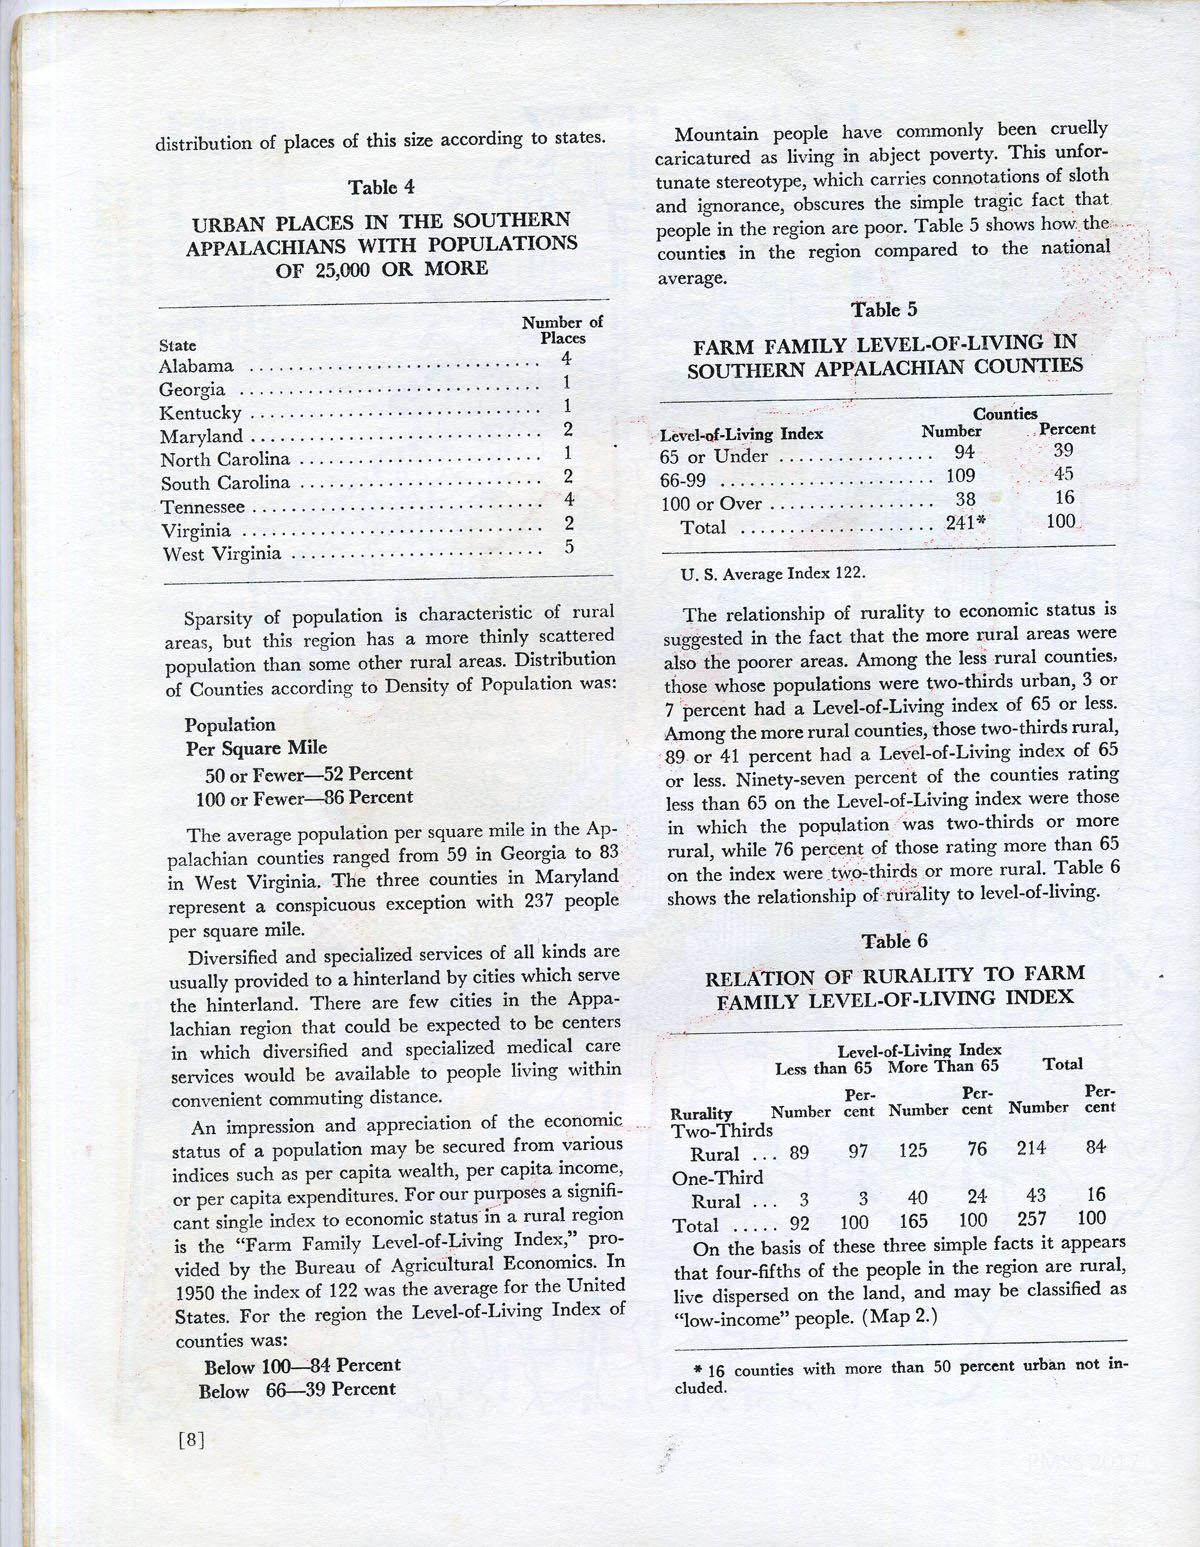 distribution of places of this size according to states.
Table 4
URBAN PLACES IN THE SOUTHERN
APPALACHIANS WITH POPULATIONS
OF 25,000 OR MORE
Number of
State Places
Alabama .............................. 4
Georgia .............................. 1
Kentucky .............................. 1
Maryland .............................. 2
North Carolina ......................... 1
South Carolina ......................... 2
Tennessee .............................. 4
Virginia .............................. 2
West Virginia .......................... 5
Sparsity of population is characteristic of rural
areas, but this region has a more thinly scattered
population than some other rural areas. Distribution
of Counties according to Density of Population was:
Population
Per Square Mile
50 or Fewer—52 Percent
100 or Fewer—86 Percent
The average population per square mile in the Ap-
palachian counties ranged from 59 in Georgia to 83
in West Virginia. The three counties in Maryland
represent a conspicuous exception with 237 people
per square mile.
Diversified and specialized services of all kinds are
usually provided to a hinterland by cities which serve
the hinterland. There are few cities in the Appa-
lachian region that could be expected to be centers
in which diversified and specialized medical care
services would be available to people living within
convenient commuting distance.
An impression and appreciation of the economic
status of a population may be secured from various
indices such as per capita wealth, per capita income,
or per capita expenditures. For our purposes a signifi-
cant single index to economic status in a rural region
is the “Farm Family Level-of-Living Index,” pro-
vided by the Bureau of Agricultural Economics. In
1950 the index of 122 was the average for the United
States. For the region the Level-of-Living Index of
counties was:
Below 100—84 Percent
Below 66—39 Percent
[8]
Mountain people have commonly been cruelly
caricatured as living in abject poverty. This unfor-
tunate stereotype, which carries connotations of sloth
and ignorance, obscures the simple tragic fact that
people in the region are poor. Table 5 shows how the
counties in the region compared to the national
average.
Table 5
FARM FAMILY LEVEL-OF-LIVING IN
SOUTHERN APPALACHIAN COUNTIES
Counties
Level-of-Living Index Number Percent
65 or Under ................ 94 39
66-99 ...................... 109 45
100 or Over ................. 38 16
Total .................... 241* 100
U. S. Average Index 122.
The relationship of rurality to economic status is
suggested in the fact that the more rural areas were
also the poorer areas. Among the less rural counties,
those whose populations were two-thirds urban, 3 or
7 percent had a Level-of-Living index of 65 or less.
Among the more rural counties, those two-thirds rural,
89 or 41 percent had a Level-of-Living index of 65
or less. Ninety-seven percent of the counties rating
less than 65 on the Level-of-Living index were those
in which the population was two-thirds or more
rural, while 76 percent of those rating more than 65
on the index were two-thirds or more rural. Table 6
shows the relationship of rurality to level-of-living.
Table 6
RELATION OF RURALITY TO FARM
FAMILY LEVEL-OF-LIVING INDEX
Level-of-Living Index
Less than 65 More Than 65 Total
Per- Per- Per-
Rurality Number cent Number cent Number cent
Two-Thirds
Rural ... 89 97 125 76 214 84
One-Third
Rural ... 3 3 40 24 43 16
Total ..... 92 100 165 100 257 100
On the basis of these three simple facts it appears
that four-fifths of the people in the region are rural,
live dispersed on the land, and may be classified as
“low-income” people. (Map 2.)
* 16 counties with more than 50 percent urban not in-
cluded.